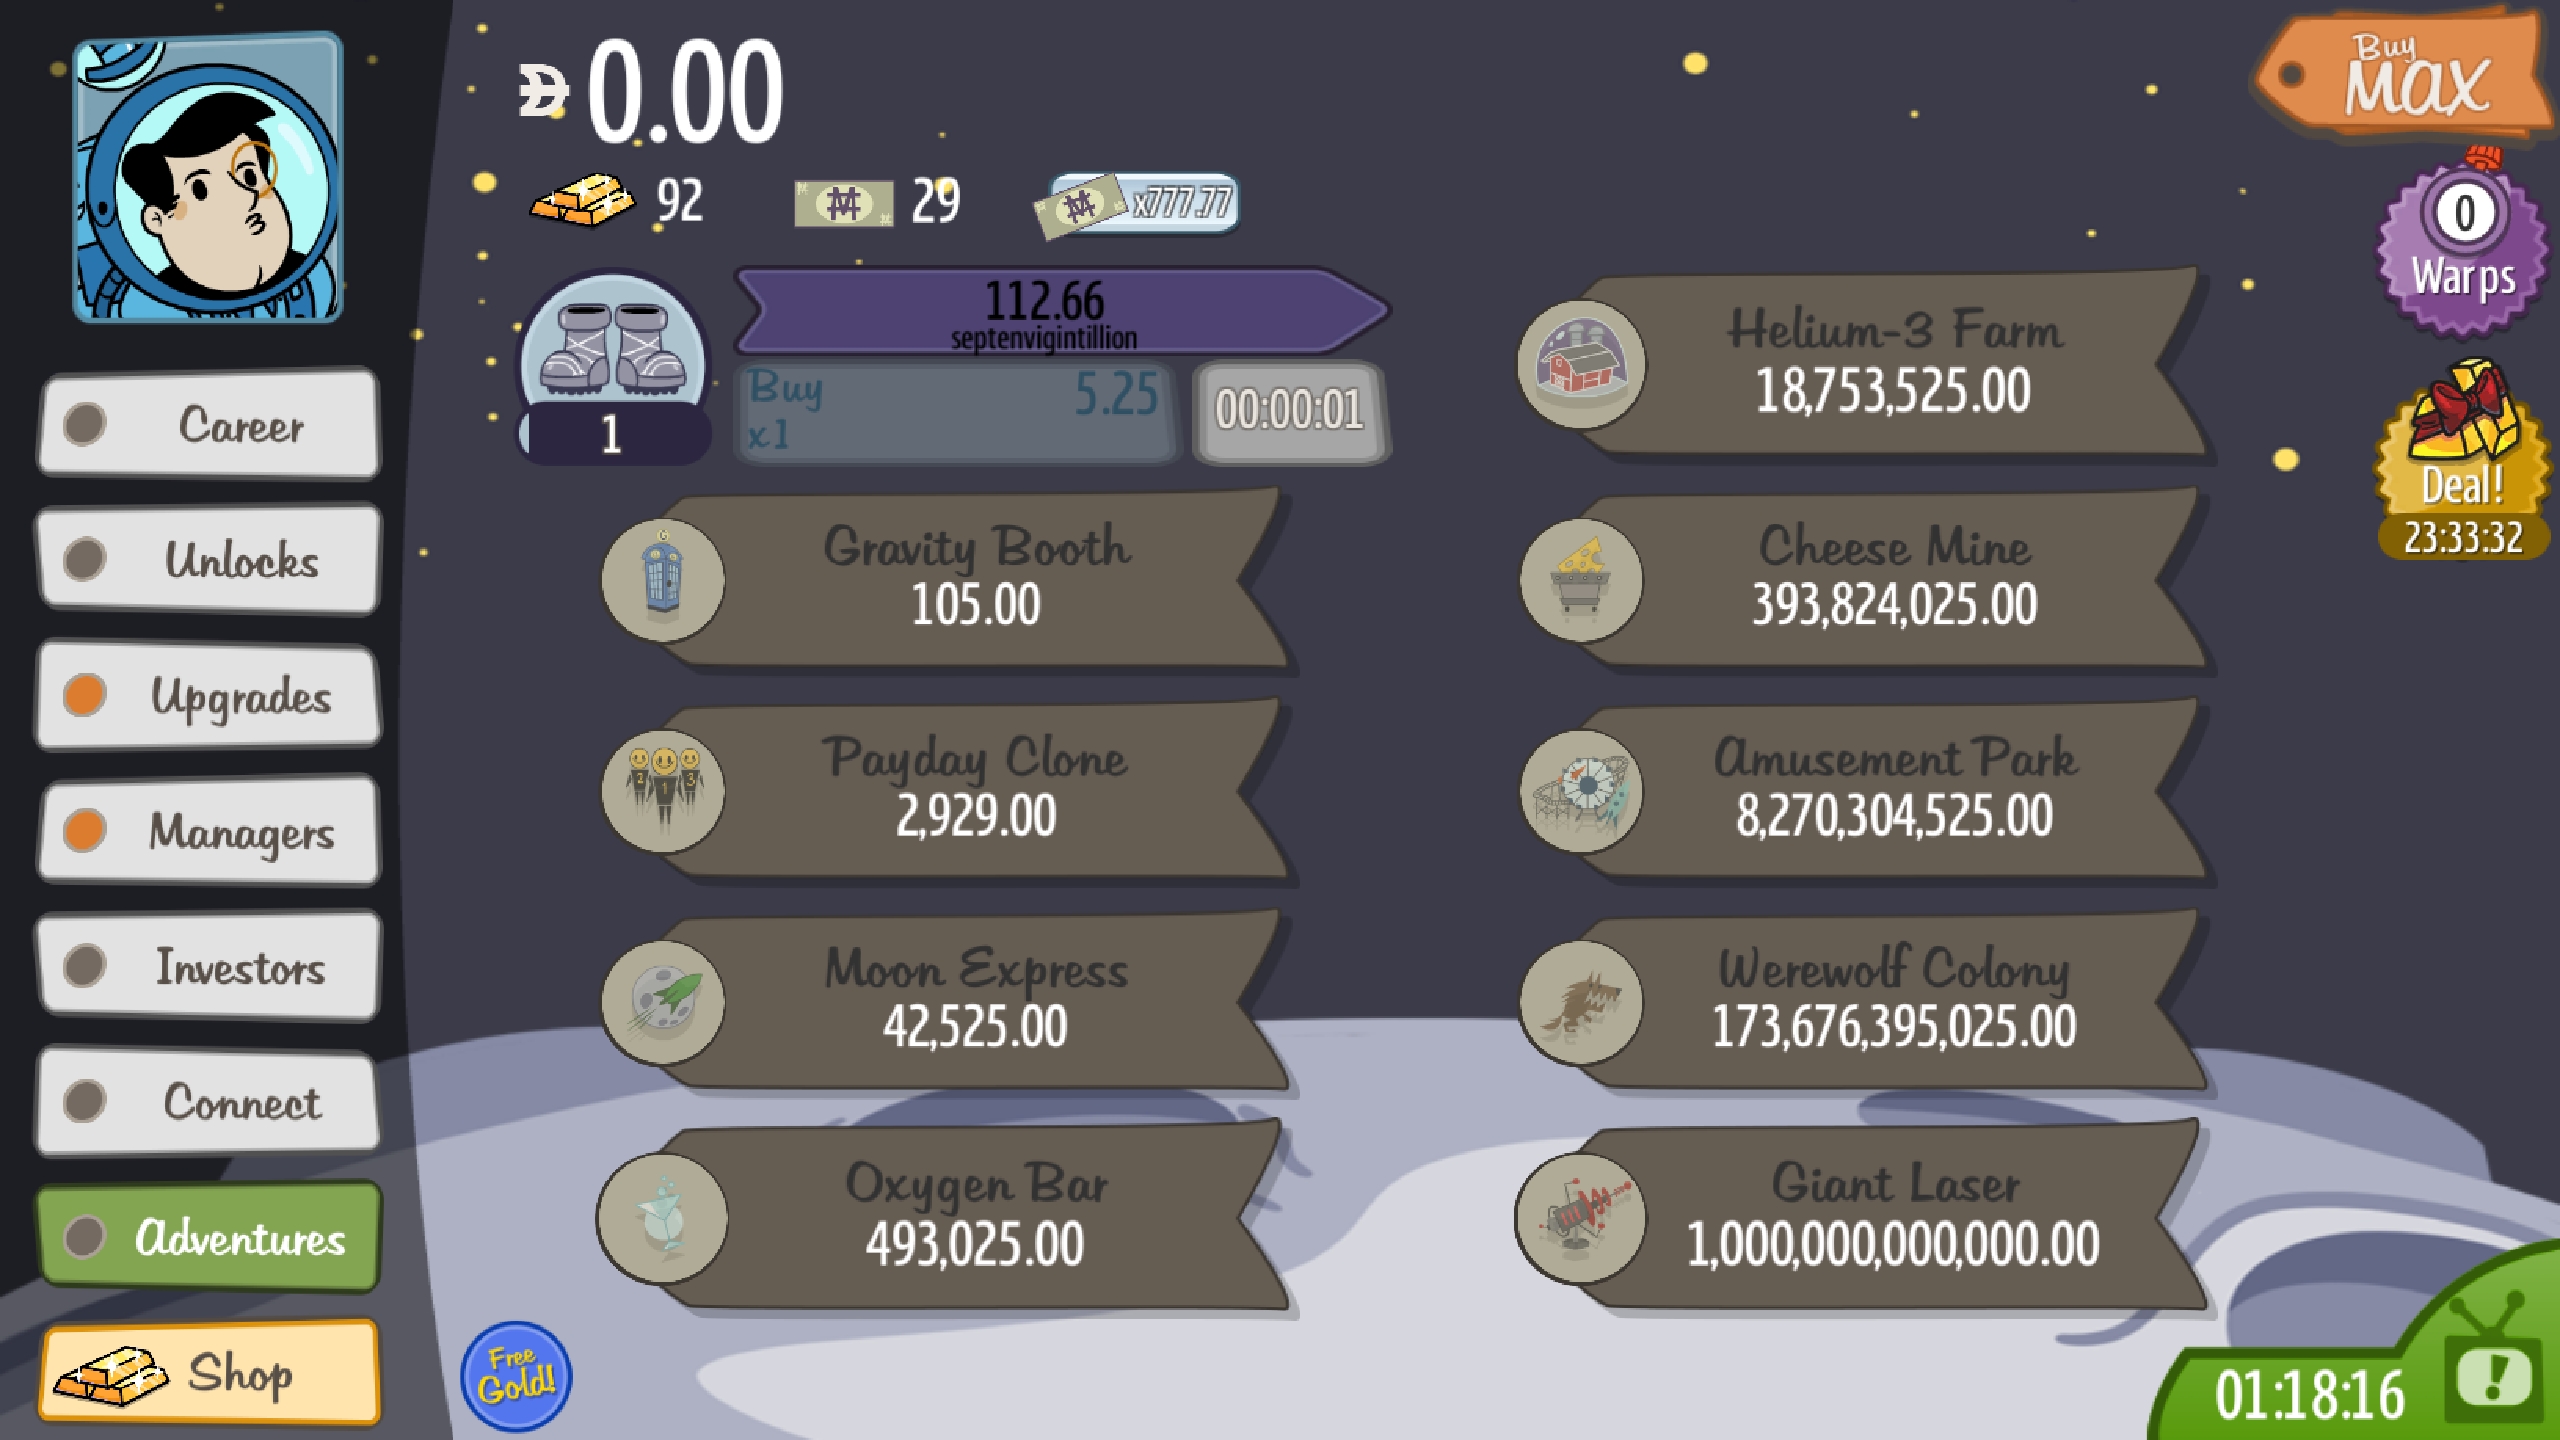 0.00
92
29
x777.77
Buy
MAX
0
Warps
Deal!
23:33:32
Career
Unlocks
Upgrades
Managers
Investors
Connect
Adventures
Shop
112.66
septenvigintillion
Buy
x1
5.25
00:00:01
1
Gravity Booth
105.00
Payday Clone
2,929.00
Moon Express
42,525.00
Oxygen Bar
493,025.00
Helium-3 Farm
18,753,525.00
Cheese Mine
393,824,025.00
Amusement Park
8,270,304,525.00
Werewolf Colony
173,676,395,025.00
Giant Laser
1,000,000,000,000.00
Free
Gold!
01:18:16